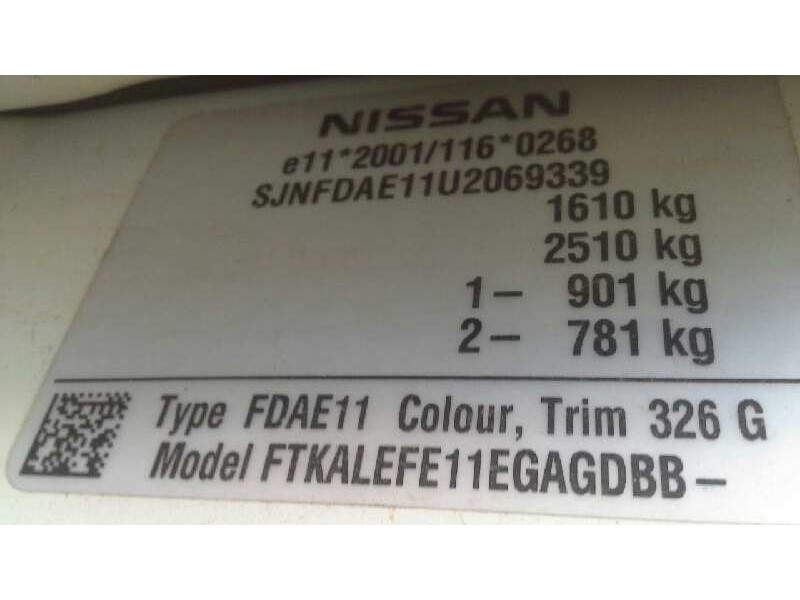 NISSAN
e11*2001/116*0268
SJNFDAE11U2069339
1610 kg
2510 kg
1- 901 kg
2- 781 kg
Type FDAE11 Colour, Trim 326 G
Model FTKALEFE11EGAGDBB-